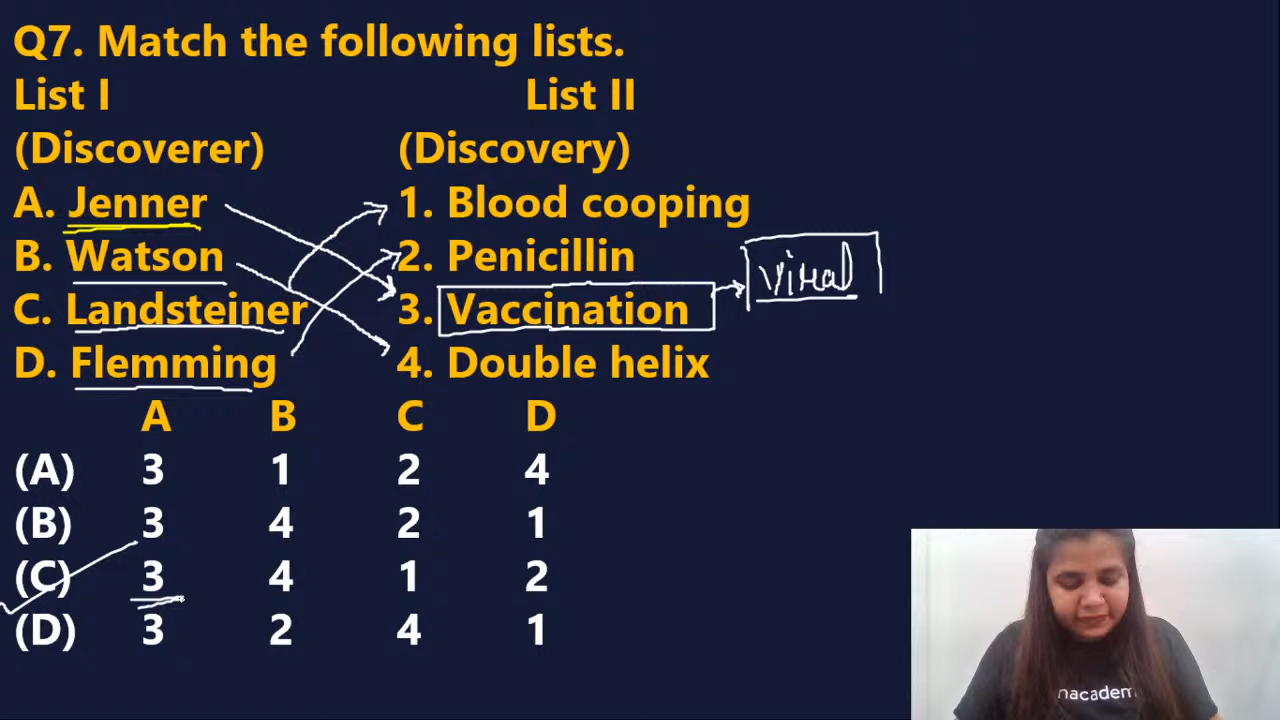 Q7. Match the following lists.
List I List II
(Discoverer) (Discovery)
A. Jenner 1. Blood cooping
B. Watson 2. Penicillin
C. Landsteiner 3. Vaccination
D. Flemming 4. Double helix
viral
A B C D
(A) 3 1 2 4
(B) 3 4 2 1
(C) 3 4 1 2
(D) 3 2 4 1
nacadem